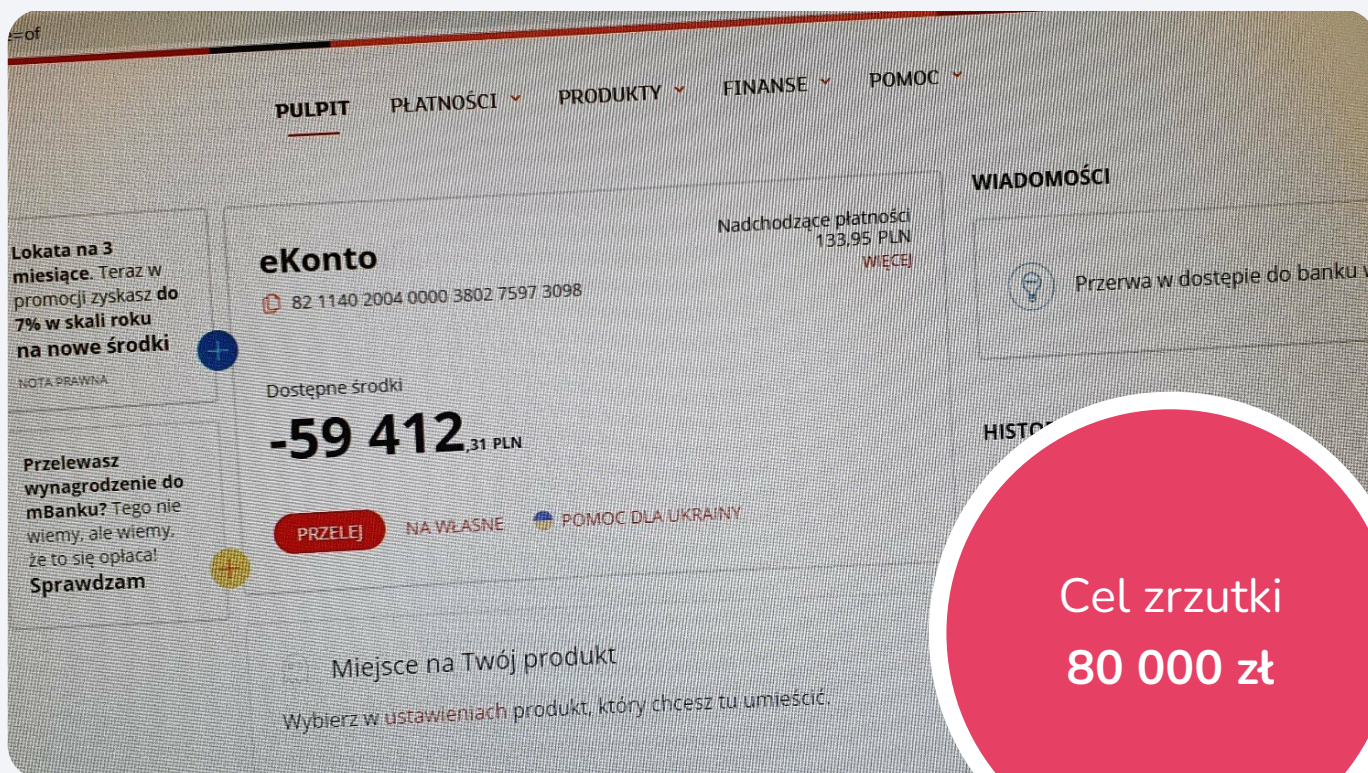 =of
PULPIT PŁATNOŚCI PRODUKTY FINANSE POMOC
Lokata na 3
miesiące. Teraz w
promocji zyskasz do
7% w skali roku
na nowe środki
NOTA PRAWNA
Przelewasz
wynagrodzenie do
mBanku? Tego nie
wiemy, ale wiemy,
że to się opłaca!
Sprawdzam
eKonto
82 1140 2004 0000 3802 7597 3098
Nadchodzące płatności
133,95 PLN
WIĘCEJ
Dostępne środki
-59 412,31 PLN
PRZELEJ NA WŁASNE POMOC DLA UKRAINY
Miejsce na Twój produkt
Wybierz w ustawieniach produkt, który chcesz tu umieścić.
WIADOMOŚCI
Przerwa w dostępie do banku w
HISTO
Cel zrzutki
80 000 zł